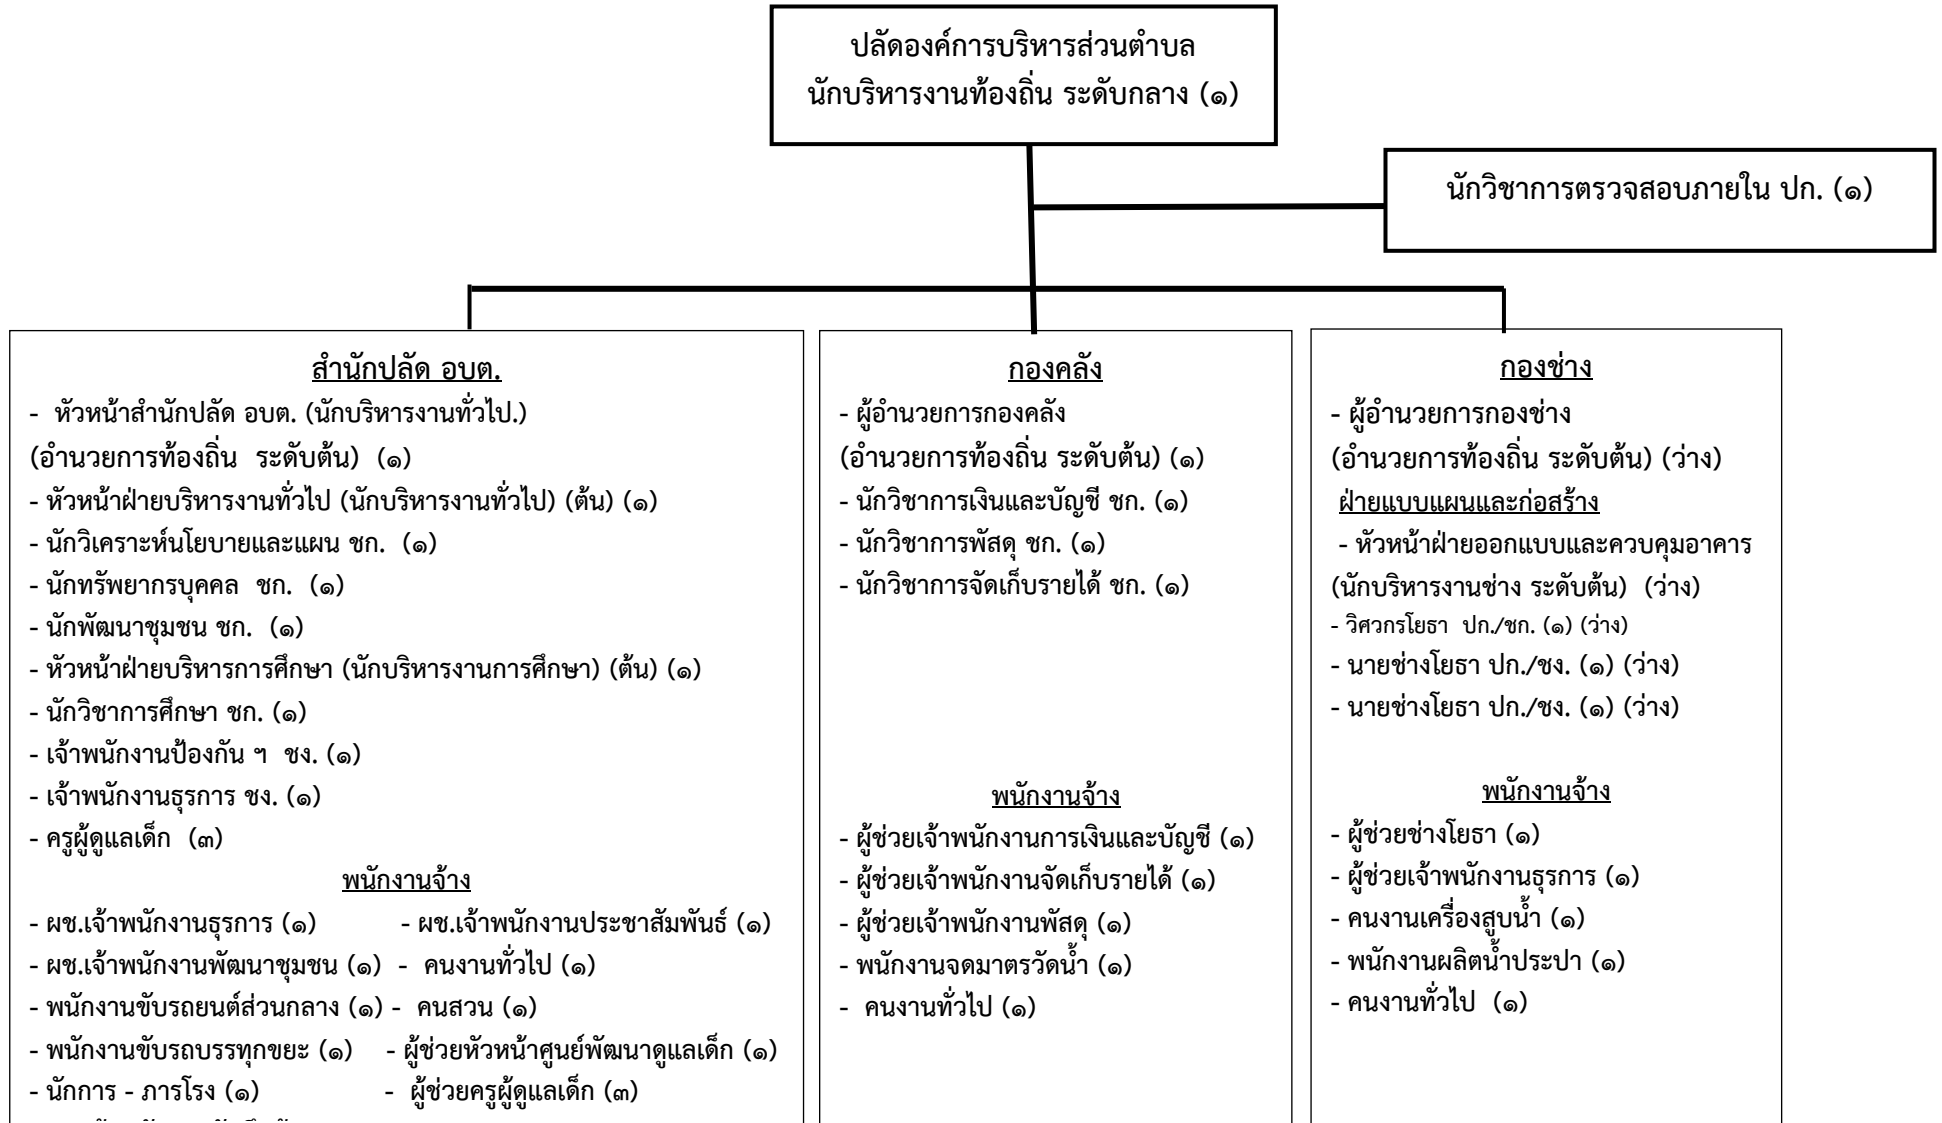 ปลัดองค์การบริหารส่วนตำบล
นักบริหารงานท้องถิ่น ระดับกลาง (๑)
นักวิชาการตรวจสอบภายใน ปก. (๑)
สำนักปลัด อบต.
- หัวหน้าสำนักปลัด อบต. (นักบริหารงานทั่วไป.)
(อำนวยการท้องถิ่น ระดับต้น) (๑)
- หัวหน้าฝ่ายบริหารงานทั่วไป (นักบริหารงานทั่วไป) (ต้น) (๑)
- นักวิเคราะห์นโยบายและแผน ชก. (๑)
- นักทรัพยากรบุคคล ชก. (๑)
- นักพัฒนาชุมชน ชก. (๑)
- หัวหน้าฝ่ายบริหารการศึกษา (นักบริหารงานการศึกษา) (ต้น) (๑)
- นักวิชาการศึกษา ชก. (๑)
- เจ้าพนักงานป้องกัน ฯ ชง. (๑)
- เจ้าพนักงานธุรการ ชง. (๑)
- ครูผู้ดูแลเด็ก (๓)
พนักงานจ้าง
- ผช.เจ้าพนักงานธุรการ (๑) - ผช.เจ้าพนักงานประชาสัมพันธ์ (๑)
- ผช.เจ้าพนักงานพัฒนาชุมชน (๑) - คนงานทั่วไป (๑)
- พนักงานขับรถยนต์ส่วนกลาง (๑) - คนสวน (๑)
- พนักงานขับรถบรรทุกขยะ (๑) - ผู้ช่วยหัวหน้าศูนย์พัฒนาดูแลเด็ก (๑)
- นักการ - ภารโรง (๑) - ผู้ช่วยครูผู้ดูแลเด็ก (๓)
กองคลัง
- ผู้อำนวยการกองคลัง
(อำนวยการท้องถิ่น ระดับต้น) (๑)
- นักวิชาการเงินและบัญชี ชก. (๑)
- นักวิชาการพัสดุ ชก. (๑)
- นักวิชาการจัดเก็บรายได้ ชก. (๑)
พนักงานจ้าง
- ผู้ช่วยเจ้าพนักงานการเงินและบัญชี (๑)
- ผู้ช่วยเจ้าพนักงานจัดเก็บรายได้ (๑)
- ผู้ช่วยเจ้าพนักงานพัสดุ (๑)
- พนักงานจดมาตรวัดน้ำ (๑)
- คนงานทั่วไป (๑)
กองช่าง
- ผู้อำนวยการกองช่าง
(อำนวยการท้องถิ่น ระดับต้น) (ว่าง)
ฝ่ายแบบแผนและก่อสร้าง
- หัวหน้าฝ่ายออกแบบและควบคุมอาคาร
(นักบริหารงานช่าง ระดับต้น) (ว่าง)
- วิศวกรโยธา ปก./ชก. (๑) (ว่าง)
- นายช่างโยธา ปก./ชง. (๑) (ว่าง)
- นายช่างโยธา ปก./ชง. (๑) (ว่าง)
พนักงานจ้าง
- ผู้ช่วยช่างโยธา (๑)
- ผู้ช่วยเจ้าพนักงานธุรการ (๑)
- คนงานเครื่องสูบน้ำ (๑)
- พนักงานผลิตน้ำประปา (๑)
- คนงานทั่วไป (๑)